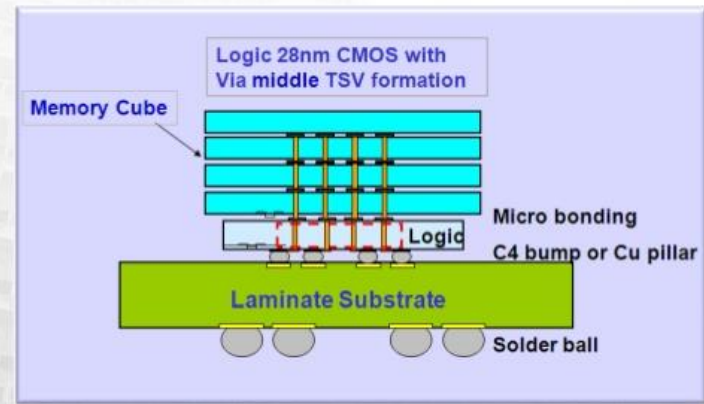 Logic 28nm CMOS with
Via middle TSV formation
Memory Cube
Micro bonding
Logic
C4 bump or Cu pillar
Laminate Substrate
Solder ball